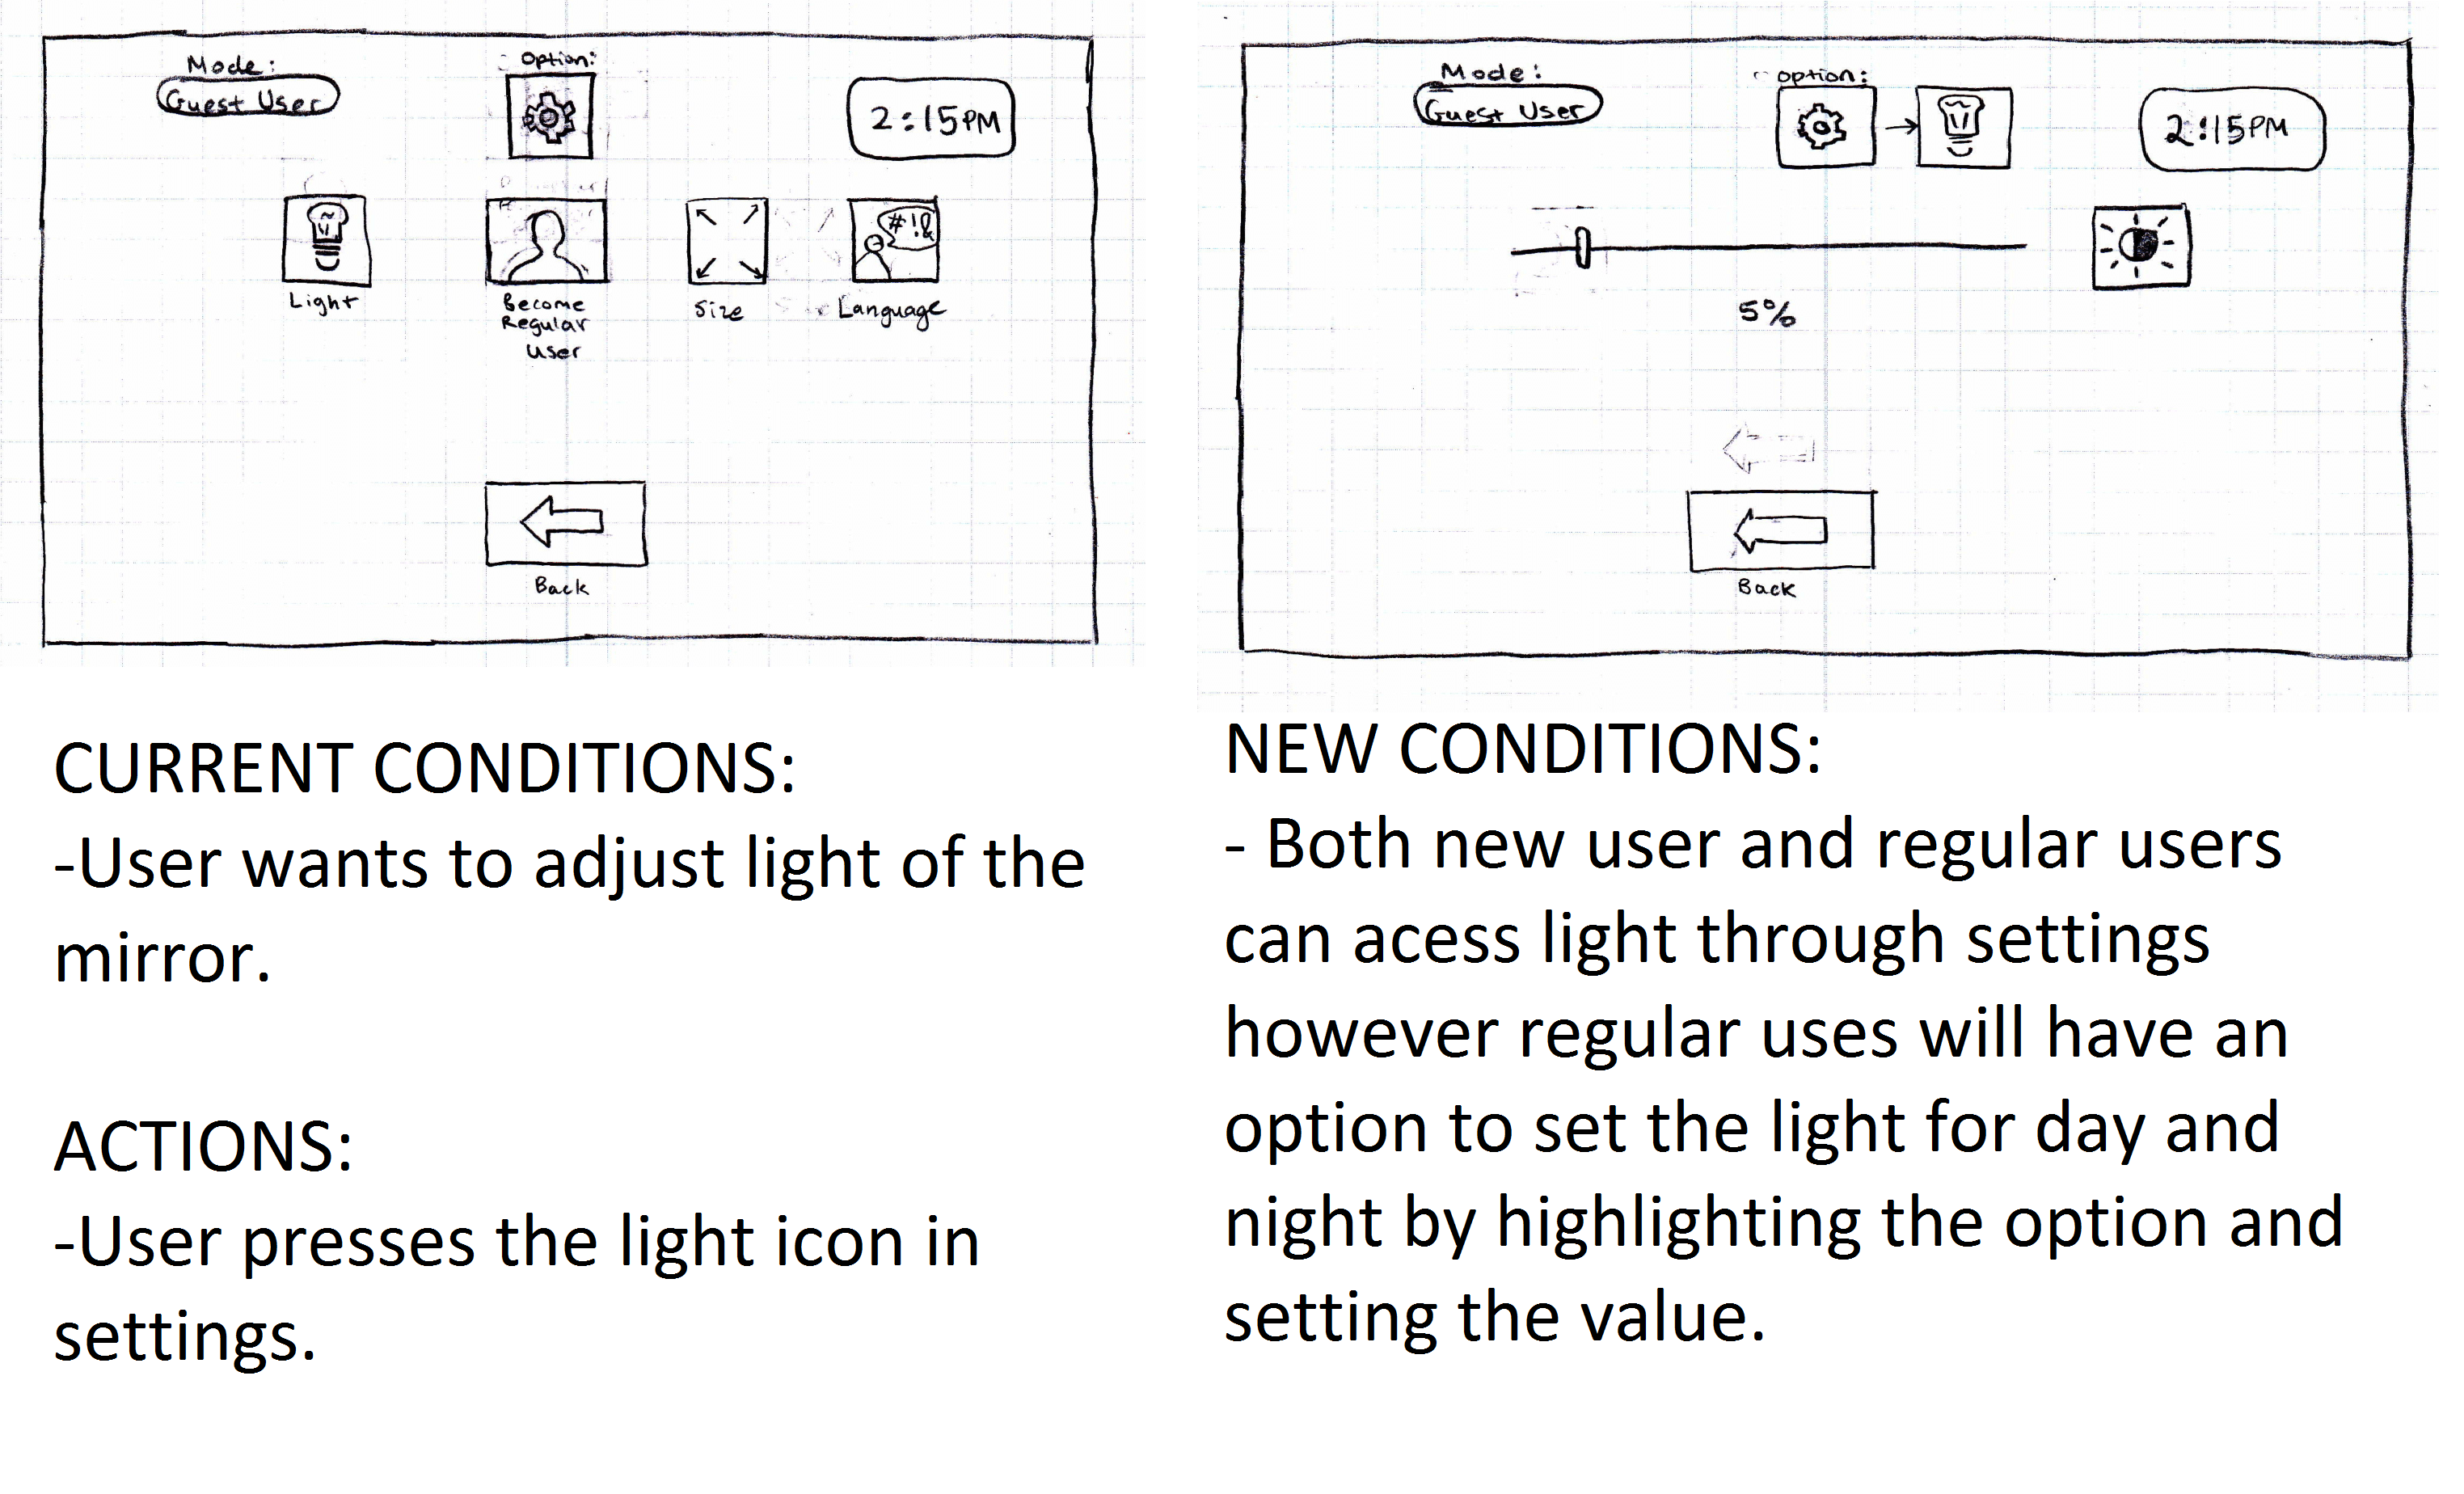 Mode:
Guest User
Option:
2:15PM
#!&
Light
Become
Regular
User
Size
Language
Back
Mode:
Guest User
option:
2:15PM
5%
Back
CURRENT CONDITIONS:
-User wants to adjust light of the
mirror.
ACTIONS:
-User presses the light icon in
settings.
NEW CONDITIONS:
- Both new user and regular users
can acess light through settings
however regular uses will have an
option to set the light for day and
night by highlighting the option and
setting the value.